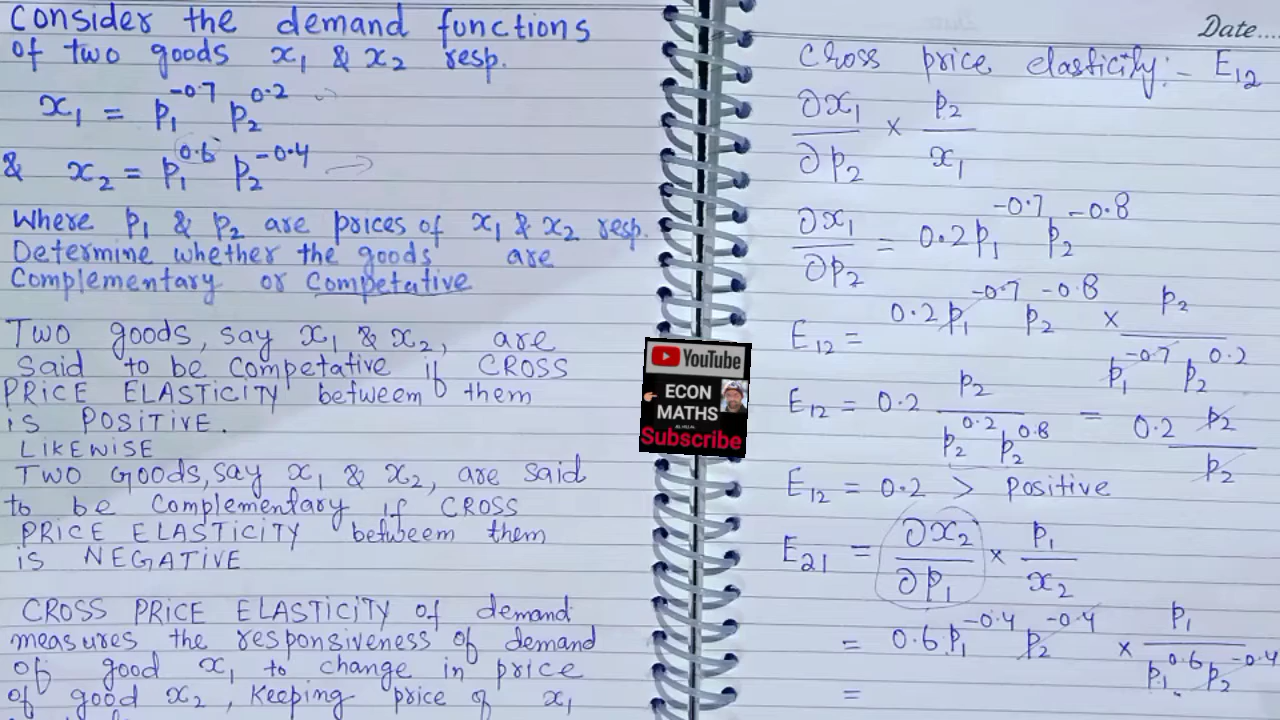 Consider the demand functions
of two goods x₁ & x₂ resp.
x₁ = p₁^-0.7 p₂^0.2
& x₂ = p₁^0.6 p₂^-0.4
Where p₁ & p₂ are prices of x₁ & x₂ resp.
Determine whether the goods are
Complementary or Competative
Two goods, say x₁ & x₂, are
said to be competative if CROSS
PRICE ELASTICITY betweem them
is POSITIVE.
LIKEWISE
TWO GOODS, say x₁ & x₂, are said
to be Complementary if CROSS
PRICE ELASTICITY betweem them
is NEGATIVE
CROSS PRICE ELASTICITY of demand
measures the responsiveness of demand
of good x₁ to change in price
of good x₂, keeping price of x₁
YouTube
ECON
MATHS
Subscribe
Date....
Cross price elasticity:- E₁₂
∂x₁/∂p₂ × p₂/x₁
∂x₁/∂p₂ = 0.2 p₁^-0.7 p₂^-0.8
E₁₂ = 0.2 p₁^-0.7 p₂^-0.8 × p₂/(p₁^-0.7 p₂^0.2)
E₁₂ = 0.2 p₂/(p₂^0.2 p₂^0.8) = 0.2 p₂/p₂
E₁₂ = 0.2 > Positive
E₂₁ = ∂x₂/∂p₁ × p₁/x₂
= 0.6 p₁^-0.4 p₂^-0.4 × p₁/(p₁^0.6 p₂^-0.4)
=